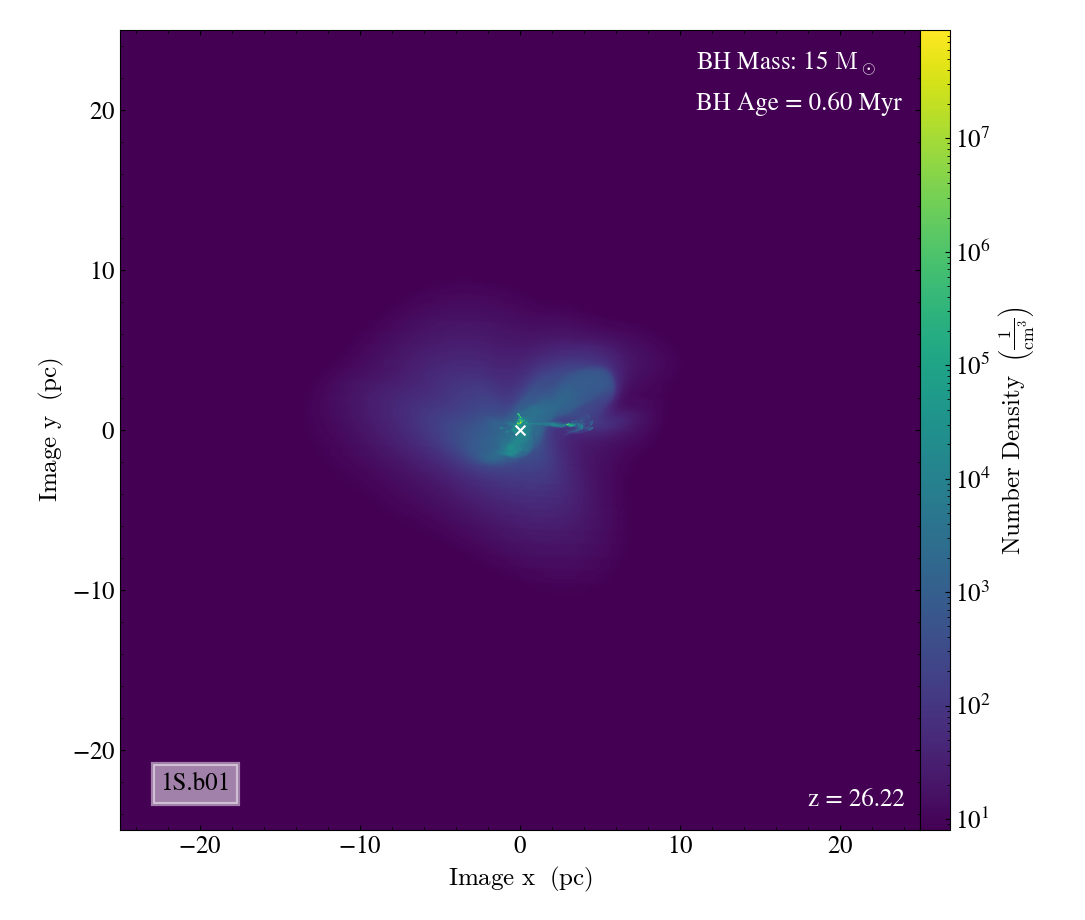 BH Mass: 15 M☉
BH Age = 0.60 Myr
20
10
0
−10
−20
Image y (pc)
1S.b01
z = 26.22
−20 −10 0 10 20
Image x (pc)
10⁷
10⁶
10⁵
10⁴
10³
10²
10¹
Number Density (1/cm³)